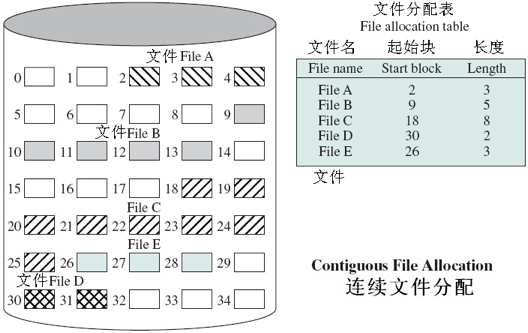 文件 File A
0 1 2 3 4
5 6 7 8 9
文件File B
10 11 12 13 14
15 16 17 18 19
File C
20 21 22 23 24
File E
25 26 27 28 29
文件File D
30 31 32 33 34
文件分配表
File allocation table
文件名 起始块 长度
File name Start block Length
File A 2 3
File B 9 5
File C 18 8
File D 30 2
File E 26 3
文件
Contiguous File Allocation
连续文件分配